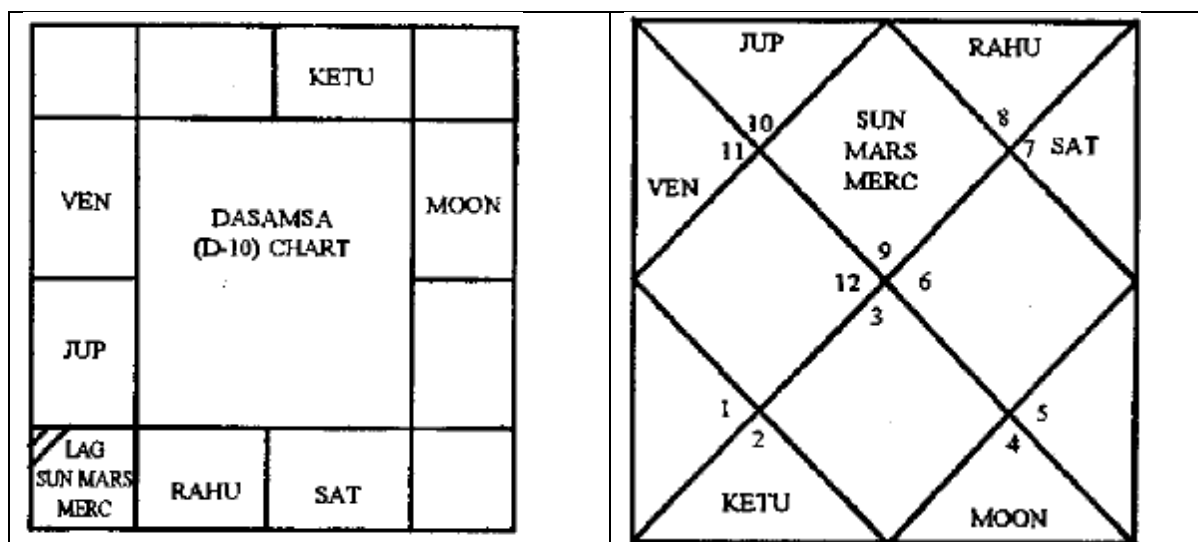 KETU
VEN
DASAMSA
(D-10) CHART
MOON
JUP
LAG
SUN MARS
MERC
RAHU
SAT
JUP
RAHU
10
SUN
MARS
MERC
8
11
7
SAT
VEN
9
12
6
3
1
2
5
4
KETU
MOON